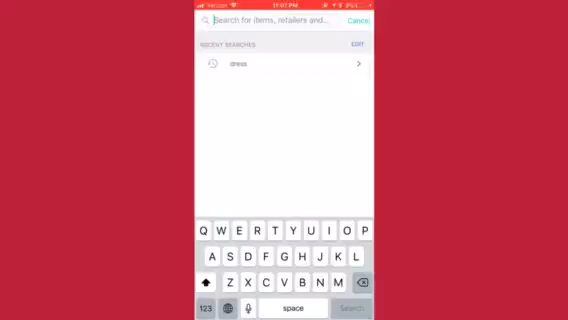 Verizon 11:07 PM
Search for items, retailers and... Cancel
RECENT SEARCHES EDIT
dress
Q W E R T Y U I O P
A S D F G H J K L
Z X C V B N M
123 space Search